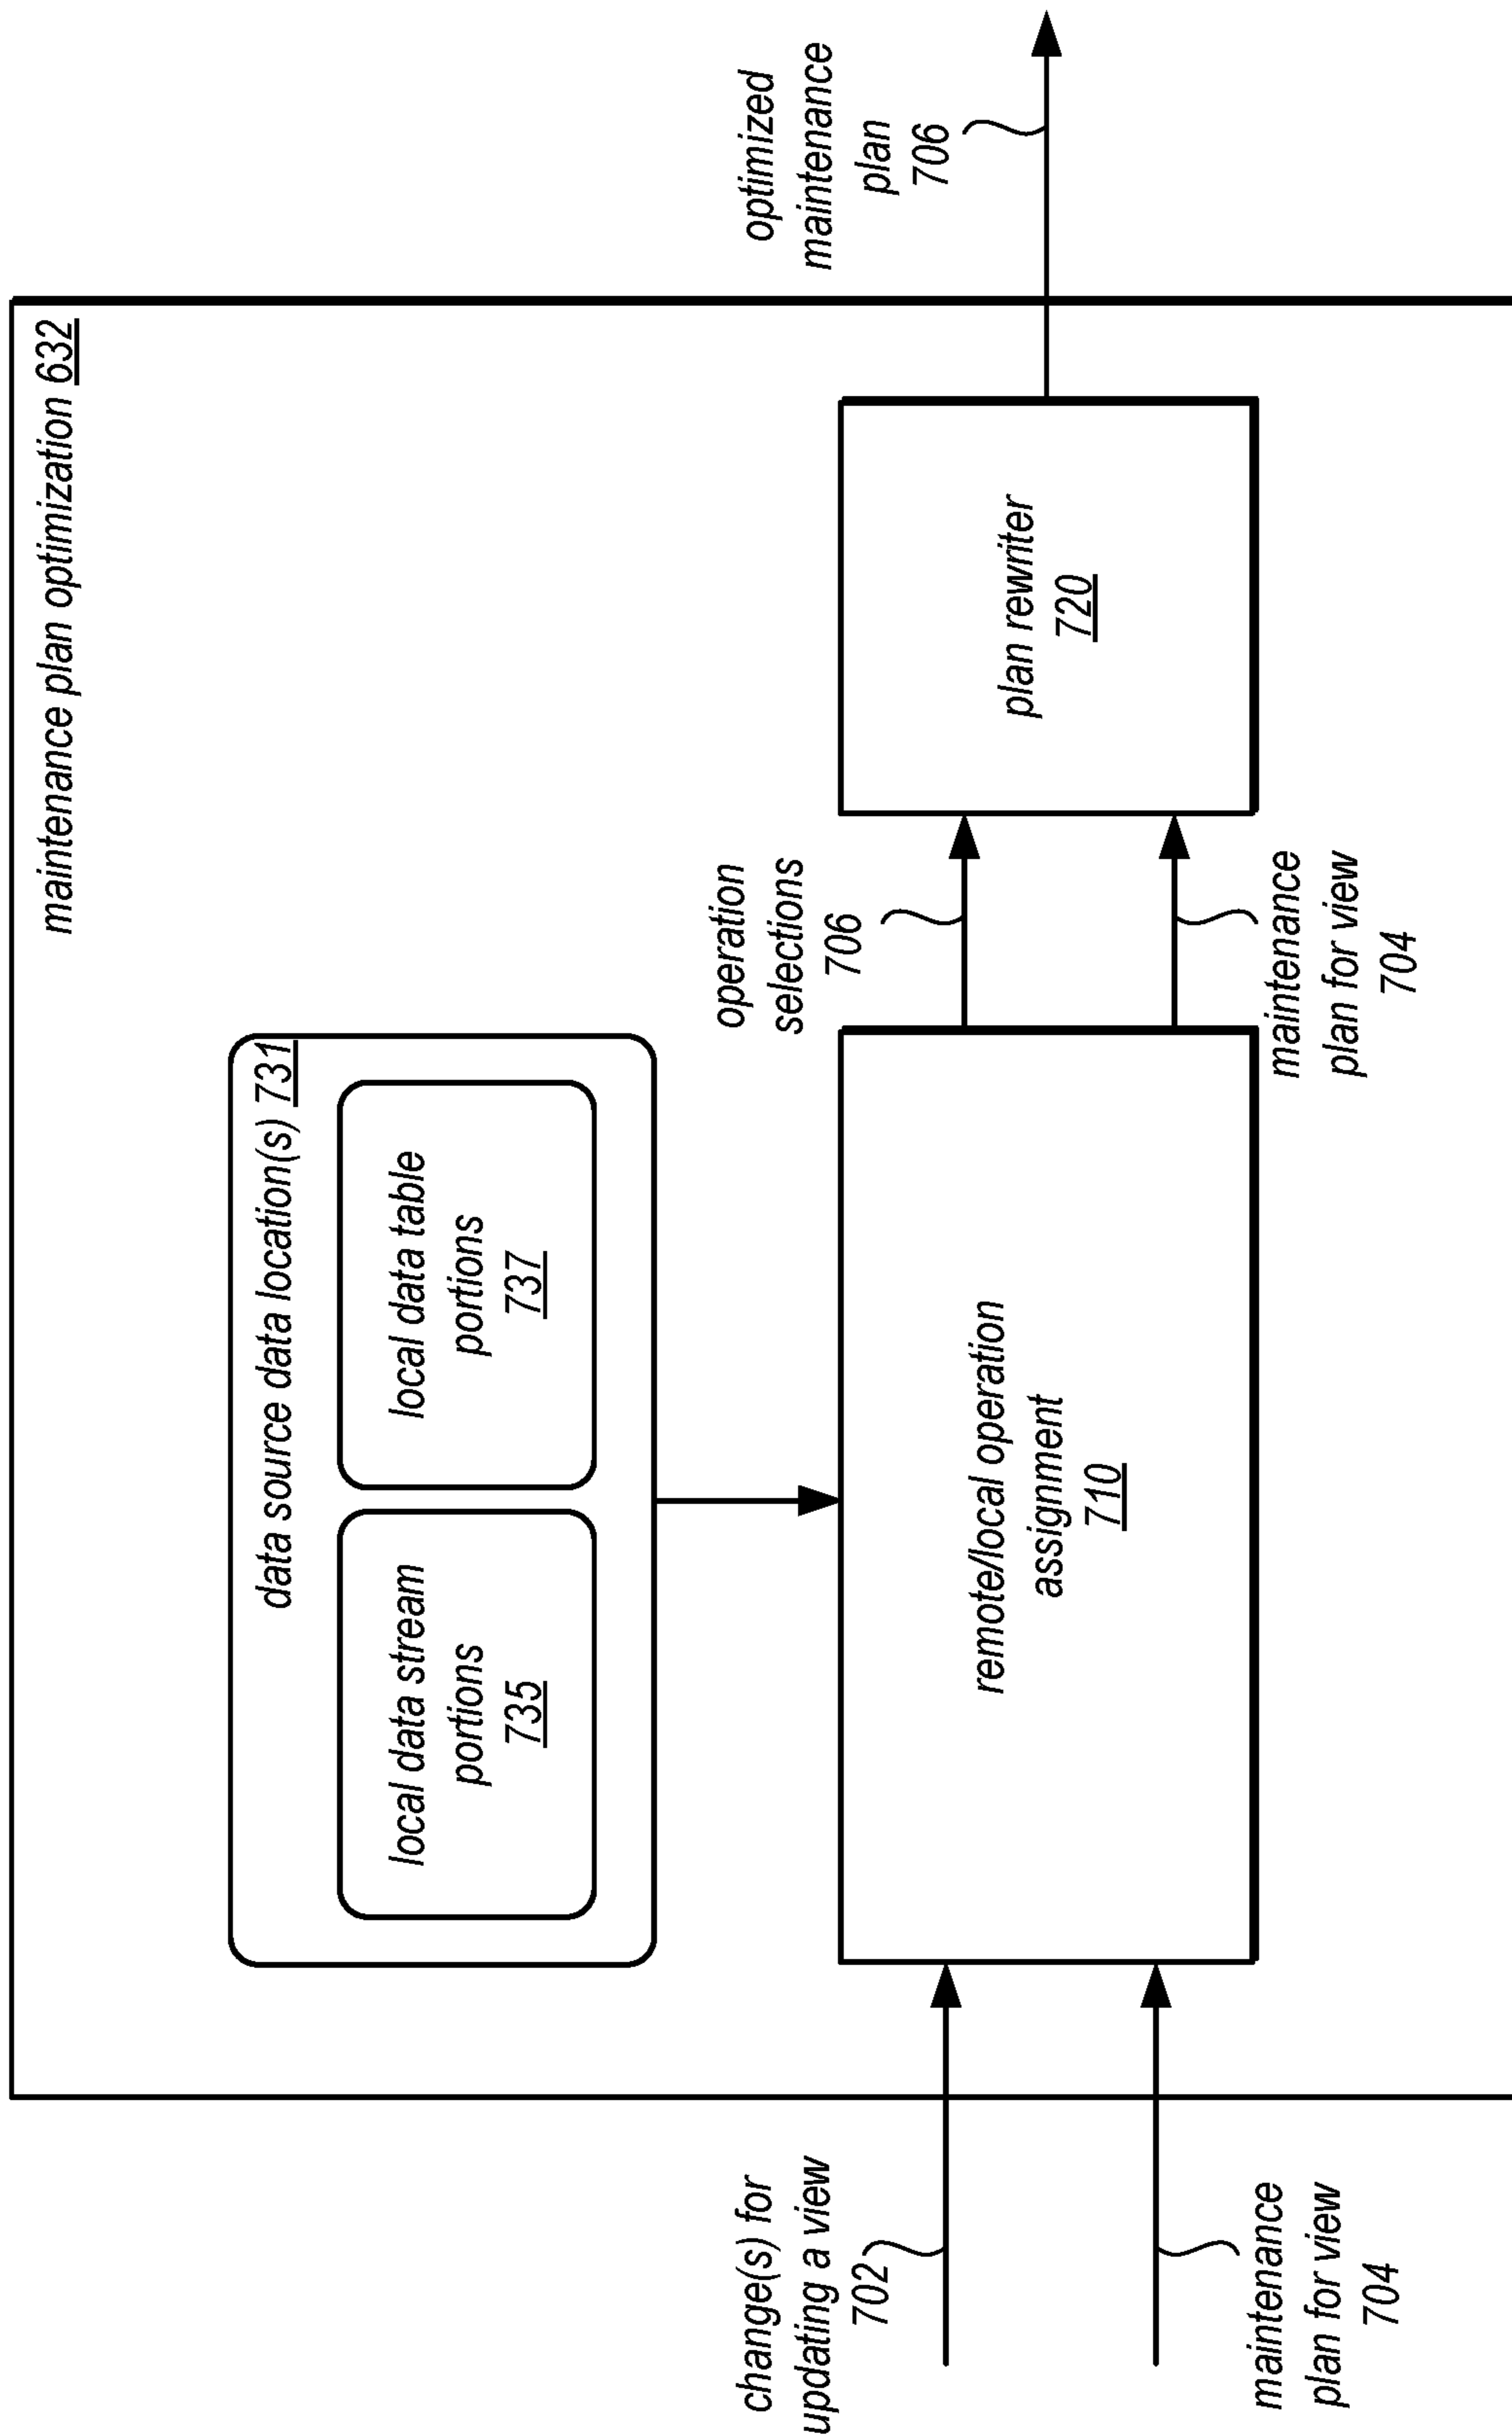 maintenance plan optimization 632
data source data location(s) 731
local data stream
portions
735
local data table
portions
737
change(s) for
updating a view
702
maintenance
plan for view
704
remote/local operation
assignment
710
operation
selections
706
maintenance
plan for view
704
plan rewriter
720
optimized
maintenance
plan
706